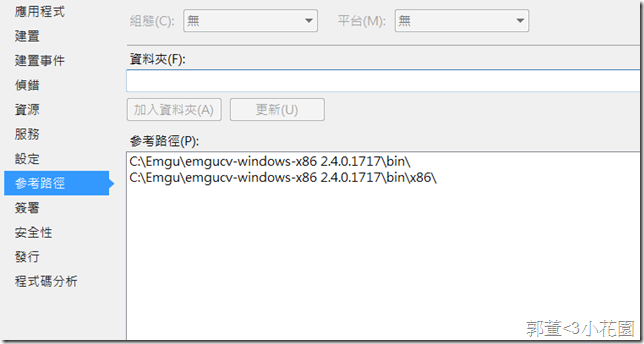 應用程式
建置
建置事件
偵錯
資源
服務
設定
參考路徑
簽署
安全性
發行
程式碼分析
組態(C): 無 平台(M): 無
資料夾(F):
加入資料夾(A) 更新(U)
參考路徑(P):
C:\Emgu\emgucv-windows-x86 2.4.0.1717\bin\
C:\Emgu\emgucv-windows-x86 2.4.0.1717\bin\x86\
郭董<3小花園